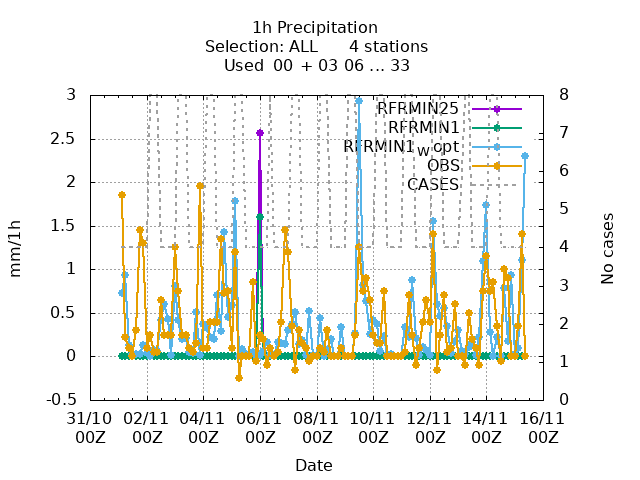 1h Precipitation
Selection: ALL 4 stations
Used 00 + 03 06 ... 33
3
2.5
2
1.5
1
0.5
0
-0.5
mm/1h
8
7
6
5
4
3
2
1
0
No cases
RFRMIN25
RFRMIN1
RFRMIN1w opt
OBS
CASES
31/10 02/11 04/11 06/11 08/11 10/11 12/11 14/11 16/11
00Z 00Z 00Z 00Z 00Z 00Z 00Z 00Z 00Z
Date